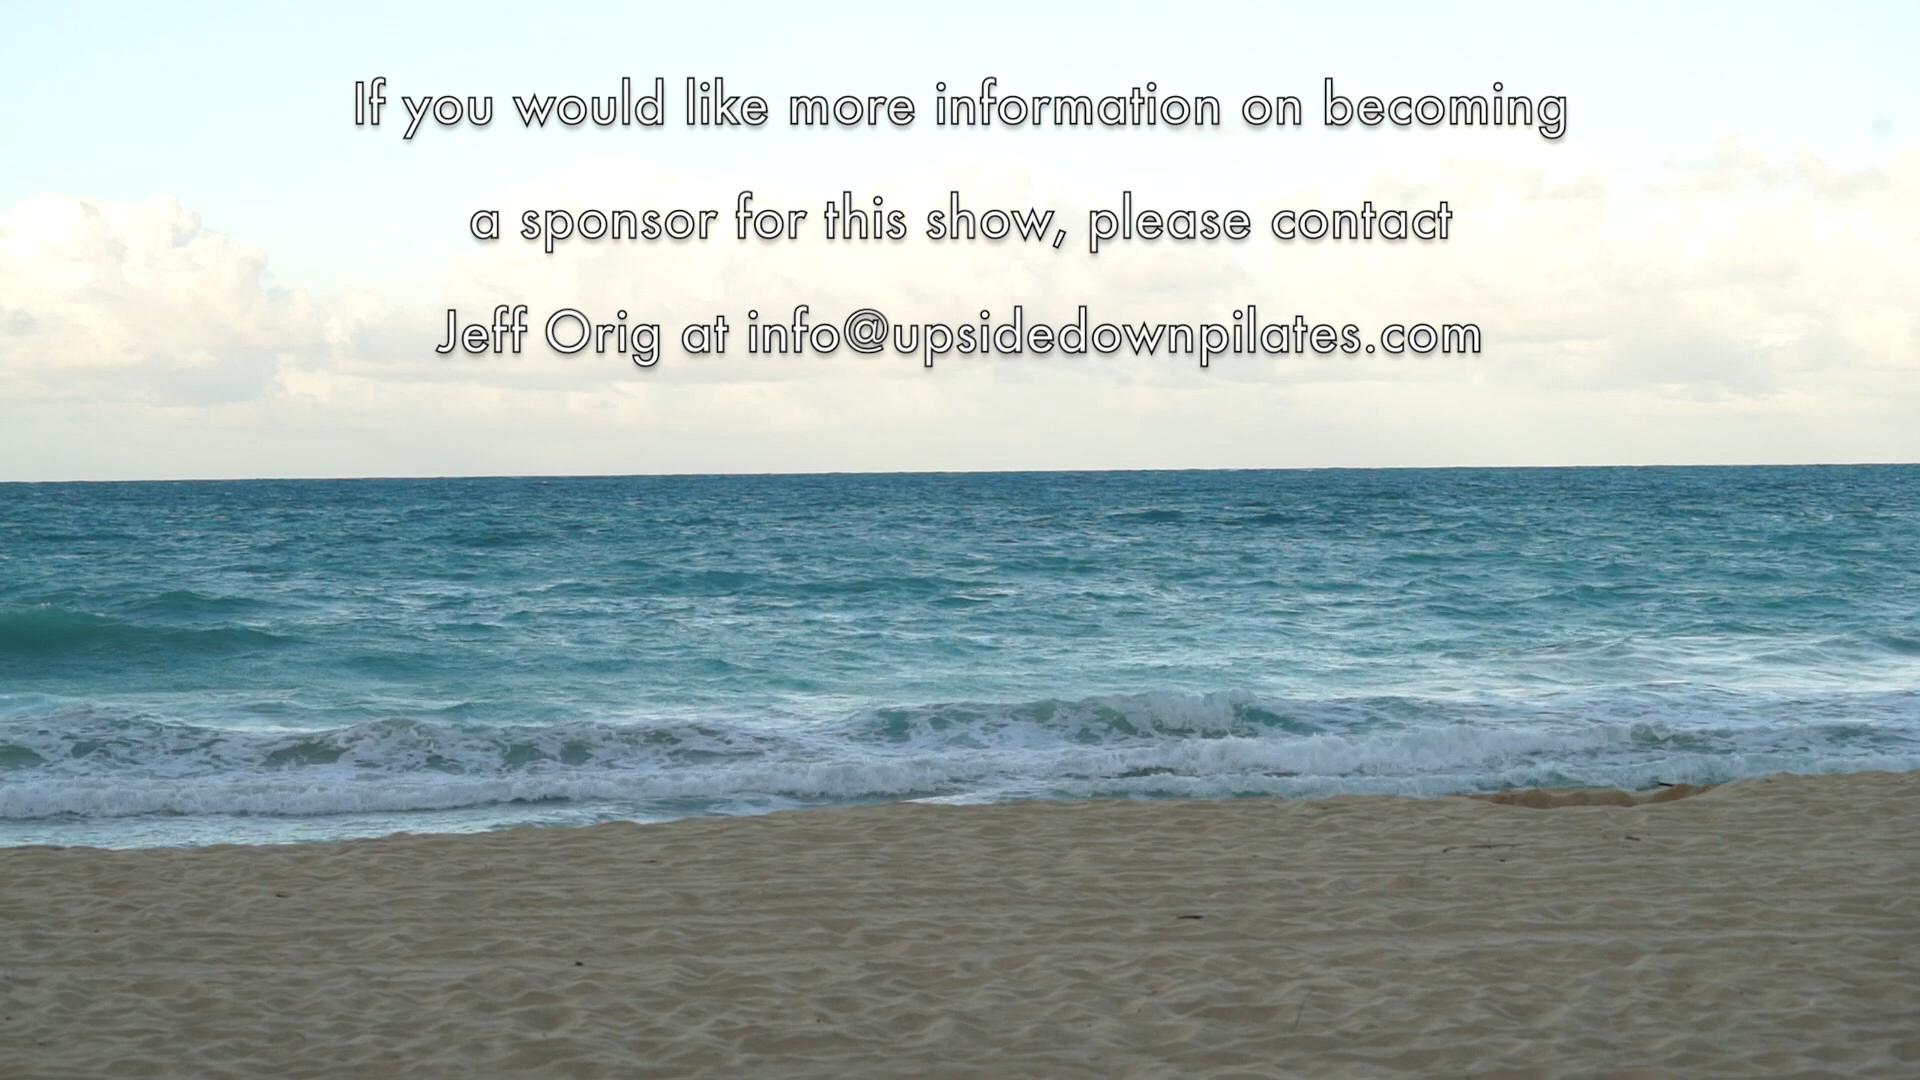 If you would like more information on becoming
a sponsor for this show, please contact
Jeff Orig at info@upsidedownpilates.com